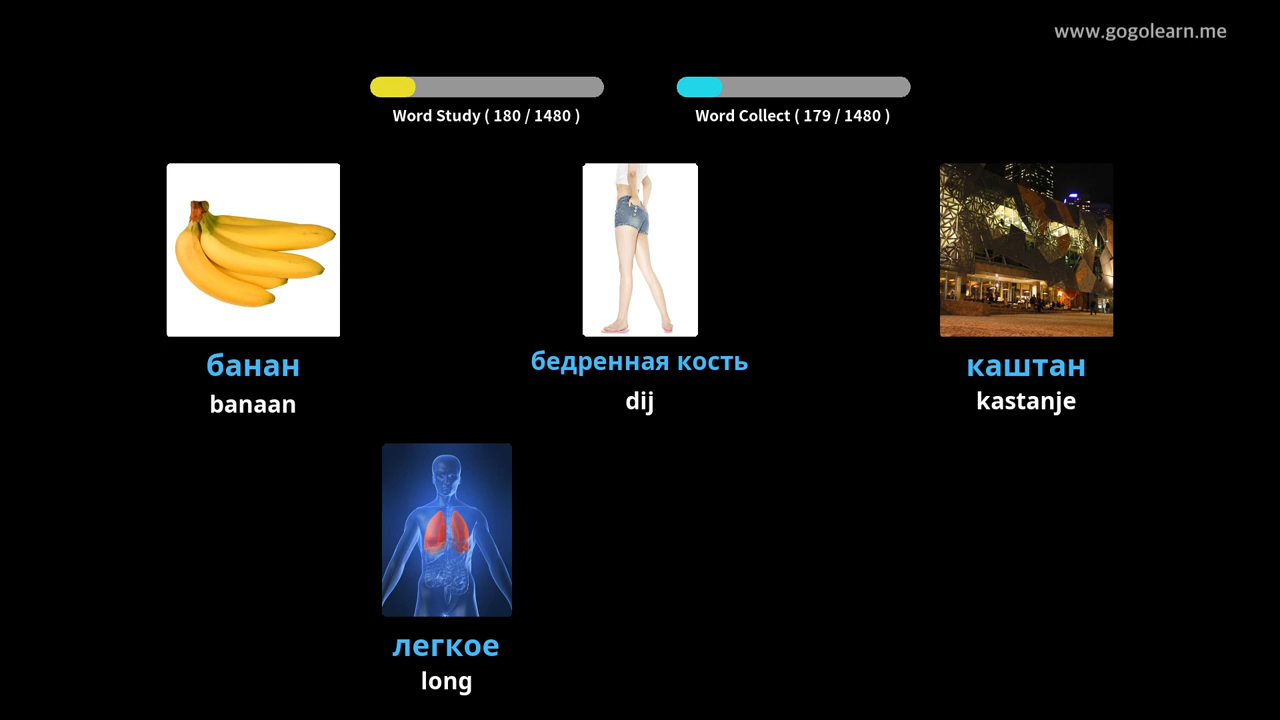 www.gogolearn.me
Word Study ( 180 / 1480 )
Word Collect ( 179 / 1480 )
банан
banaan
бедренная кость
dij
каштан
kastanje
легкое
long